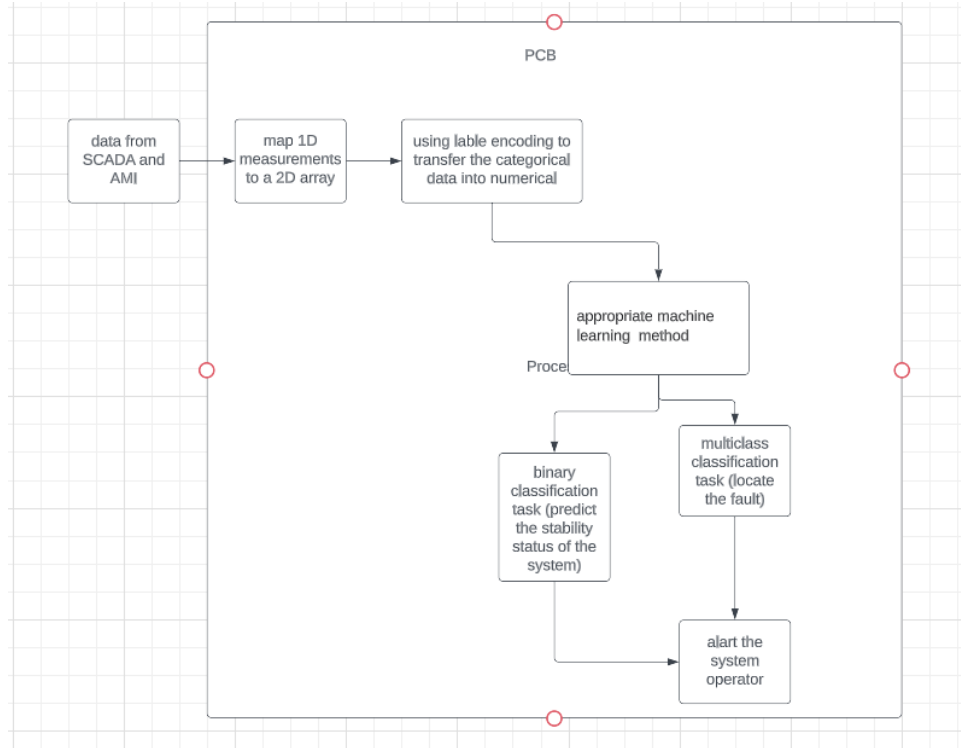 PCB
data from
SCADA and
AMI
map 1D
measurements
to a 2D array
using lable encoding to
transfer the categorical
data into numerical
appropriate machine
learning method
Proce
binary
classification
task (predict
the stability
status of the
system)
multiclass
classification
task (locate
the fault)
alart the
system
operator